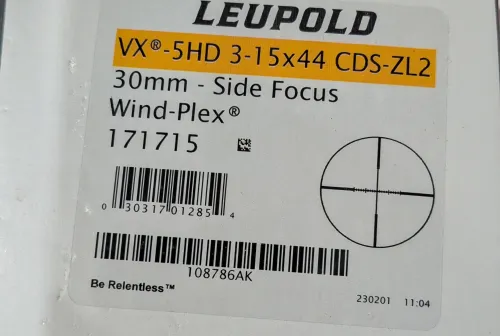 LEUPOLD
VX®-5HD 3-15x44 CDS-ZL2
30mm - Side Focus
Wind-Plex®
171715
0 30317 01285 4
108786AK
Be Relentless™
230201 11:04